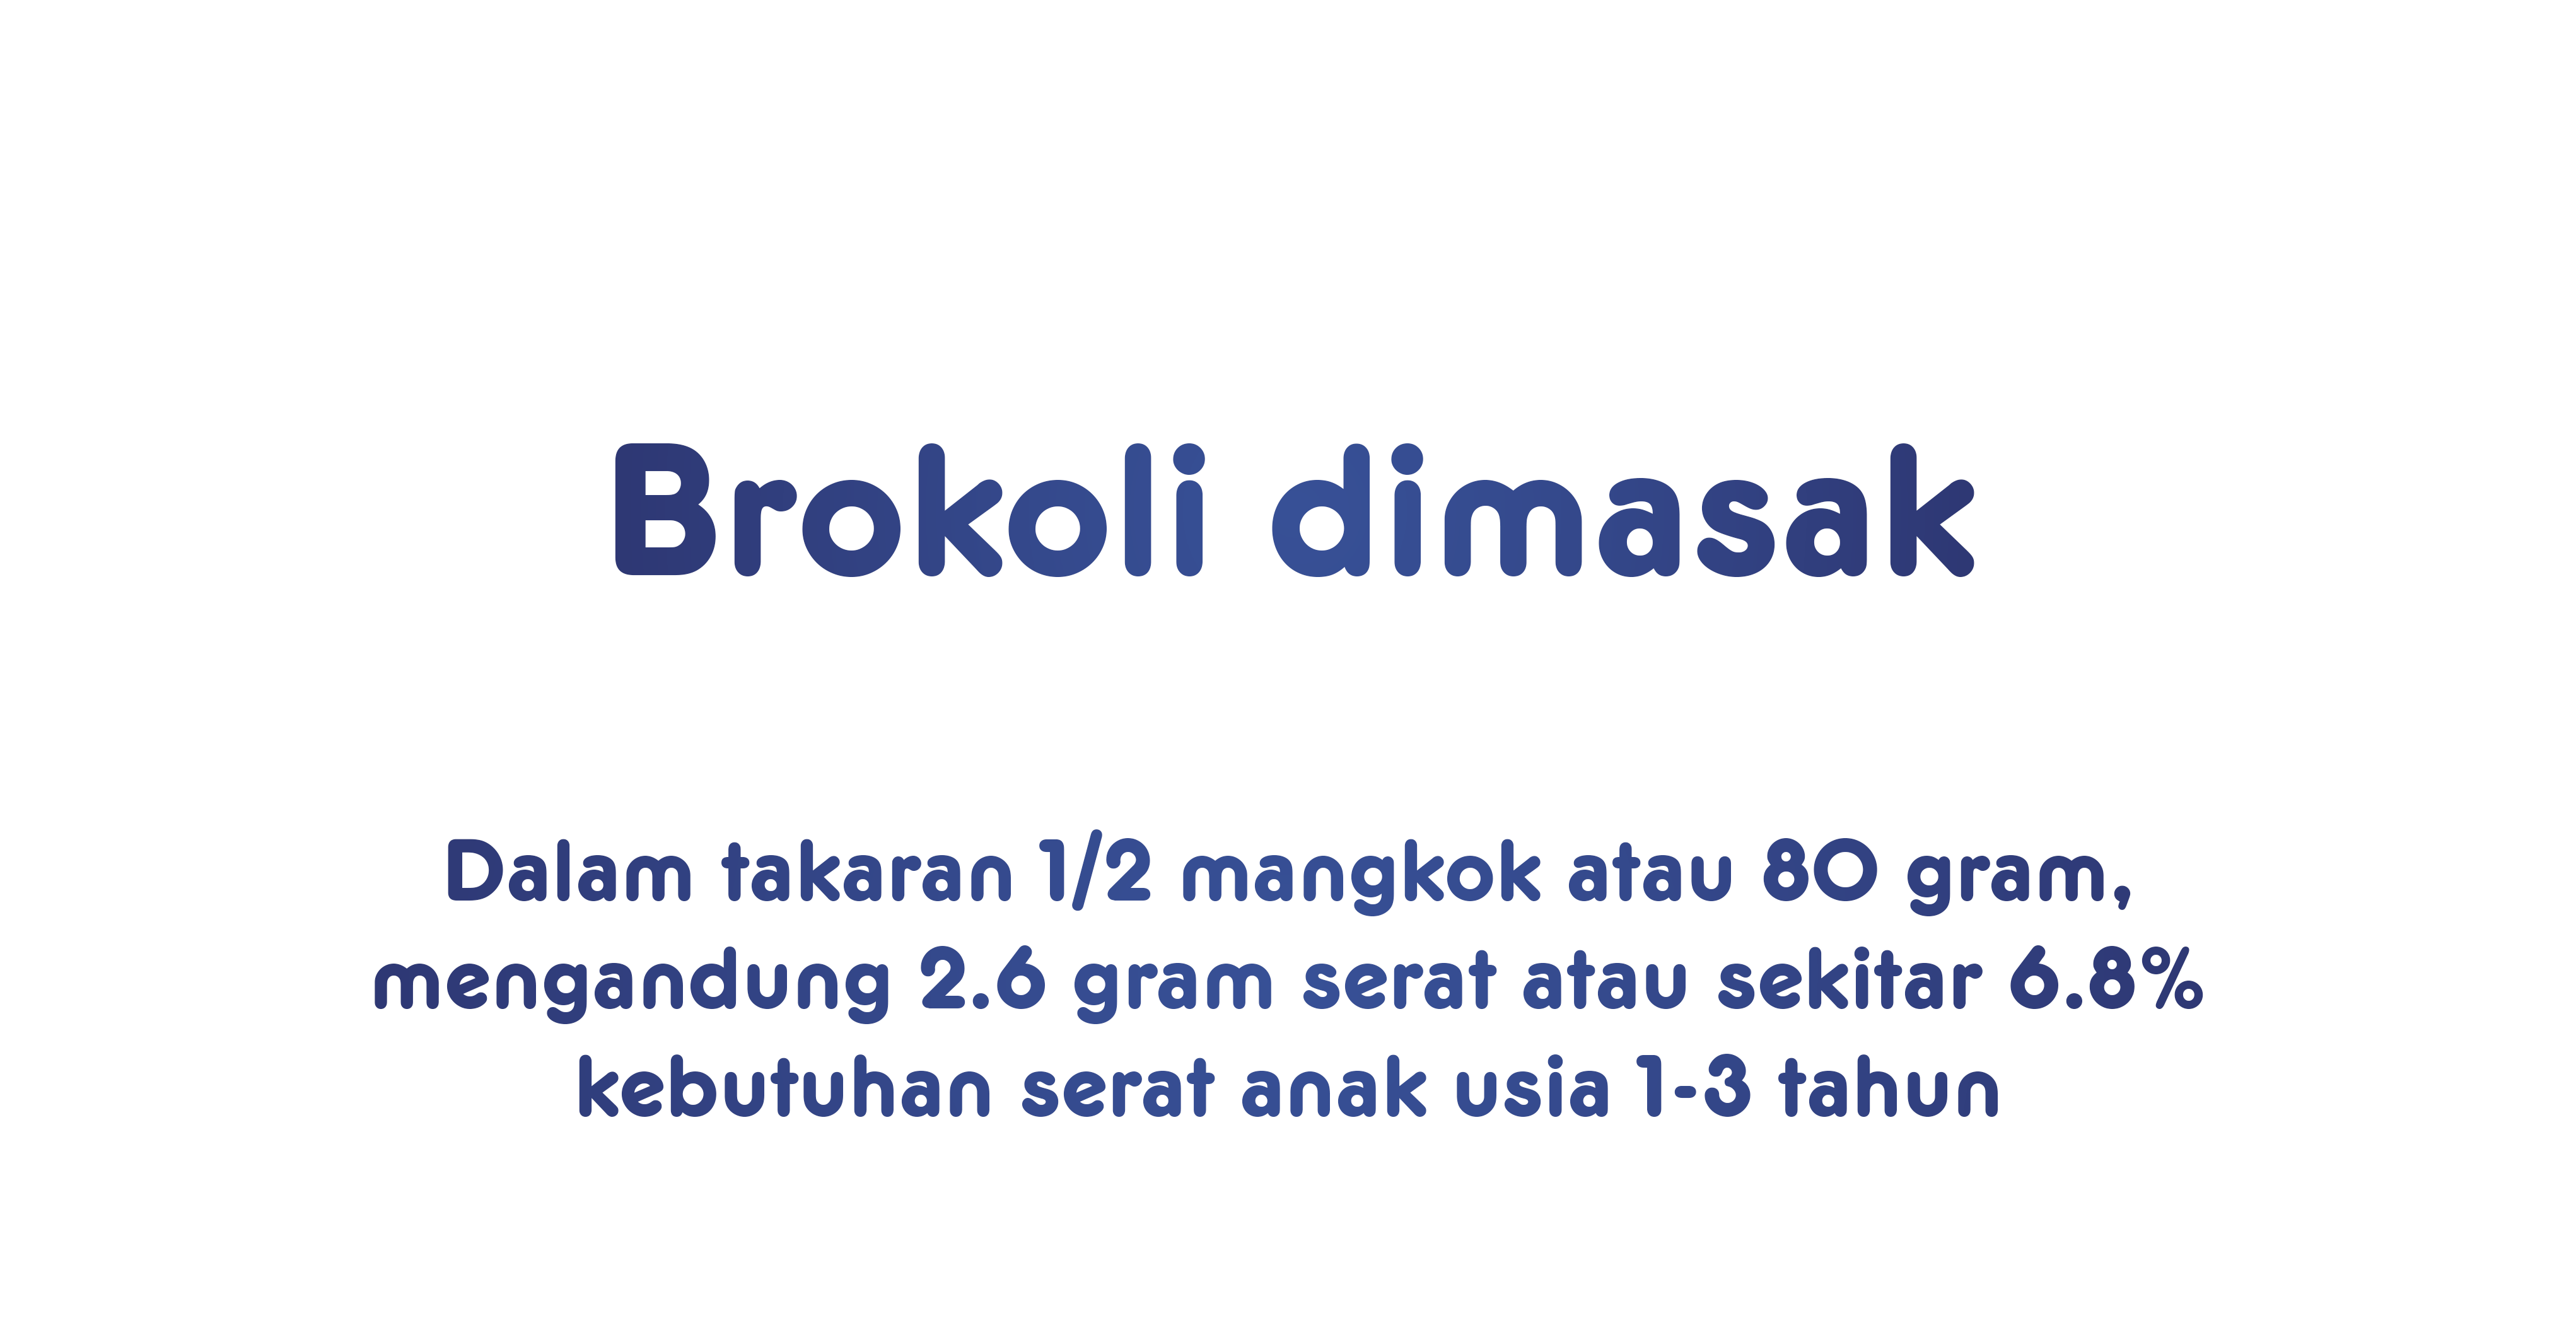 Brokoli dimasak
Dalam takaran 1/2 mangkok atau 80 gram,
mengandung 2.6 gram serat atau sekitar 6.8%
kebutuhan serat anak usia 1-3 tahun